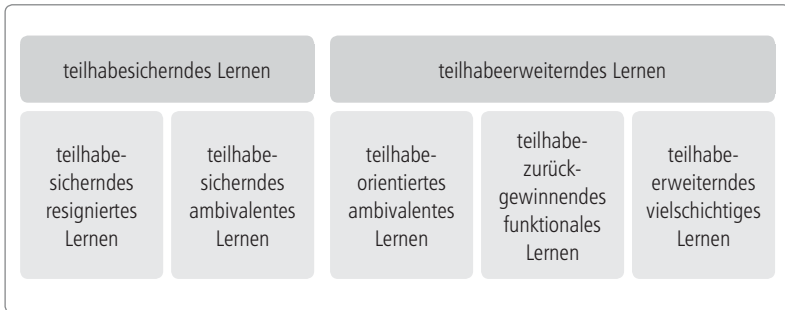 teilhabesicherndes Lernen
teilhabeerweiterndes Lernen
teilhabe-
sicherndes
resigniertes
Lernen
teilhabe-
sicherndes
ambivalentes
Lernen
teilhabe-
orientiertes
ambivalentes
Lernen
teilhabe-
zurück-
gewinnendes
funktionales
Lernen
teilhabe-
erweiterndes
vielschichtiges
Lernen